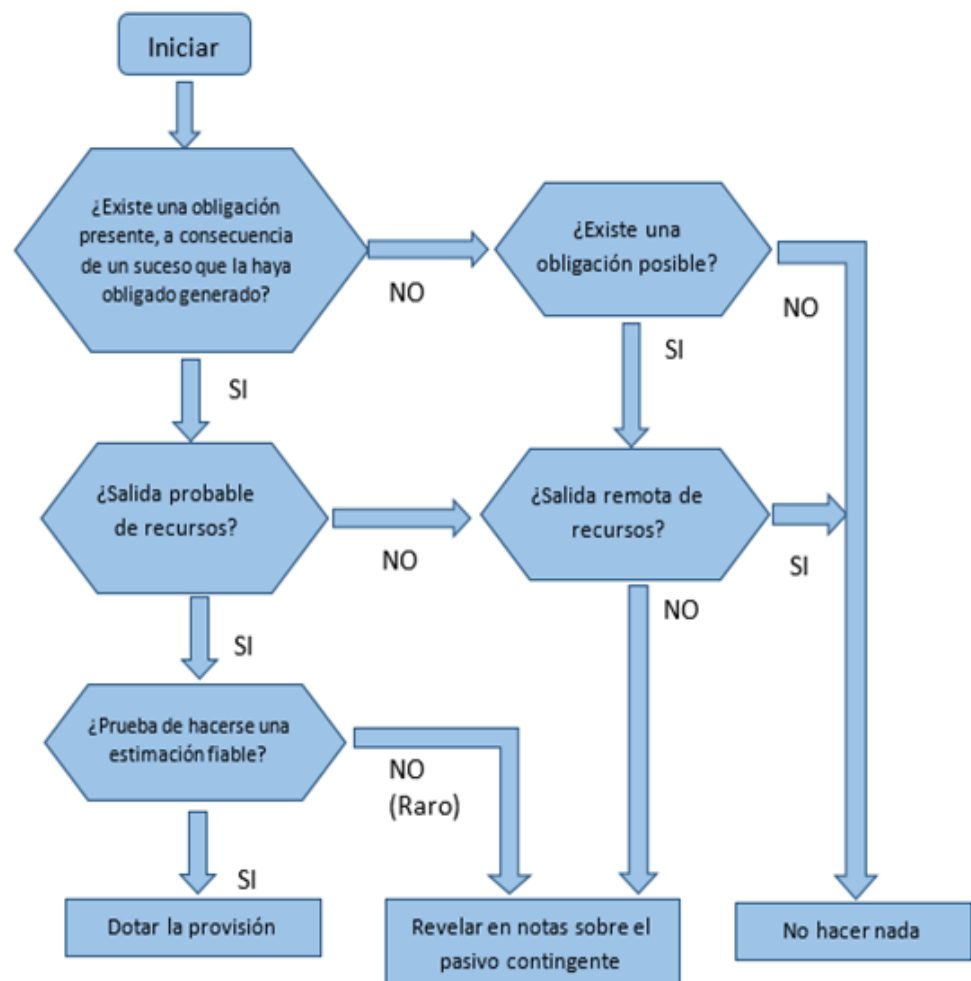 Iniciar
¿Existe una obligación
presente, a consecuencia
de un suceso que la haya
obligado generado?
NO
¿Existe una
obligación posible?
NO
SI
SI
¿Salida probable
de recursos?
NO
¿Salida remota de
recursos?
SI
SI
NO
¿Prueba de hacerse una
estimación fiable?
NO
(Raro)
SI
Dotar la provisión
Revelar en notas sobre el
pasivo contingente
No hacer nada